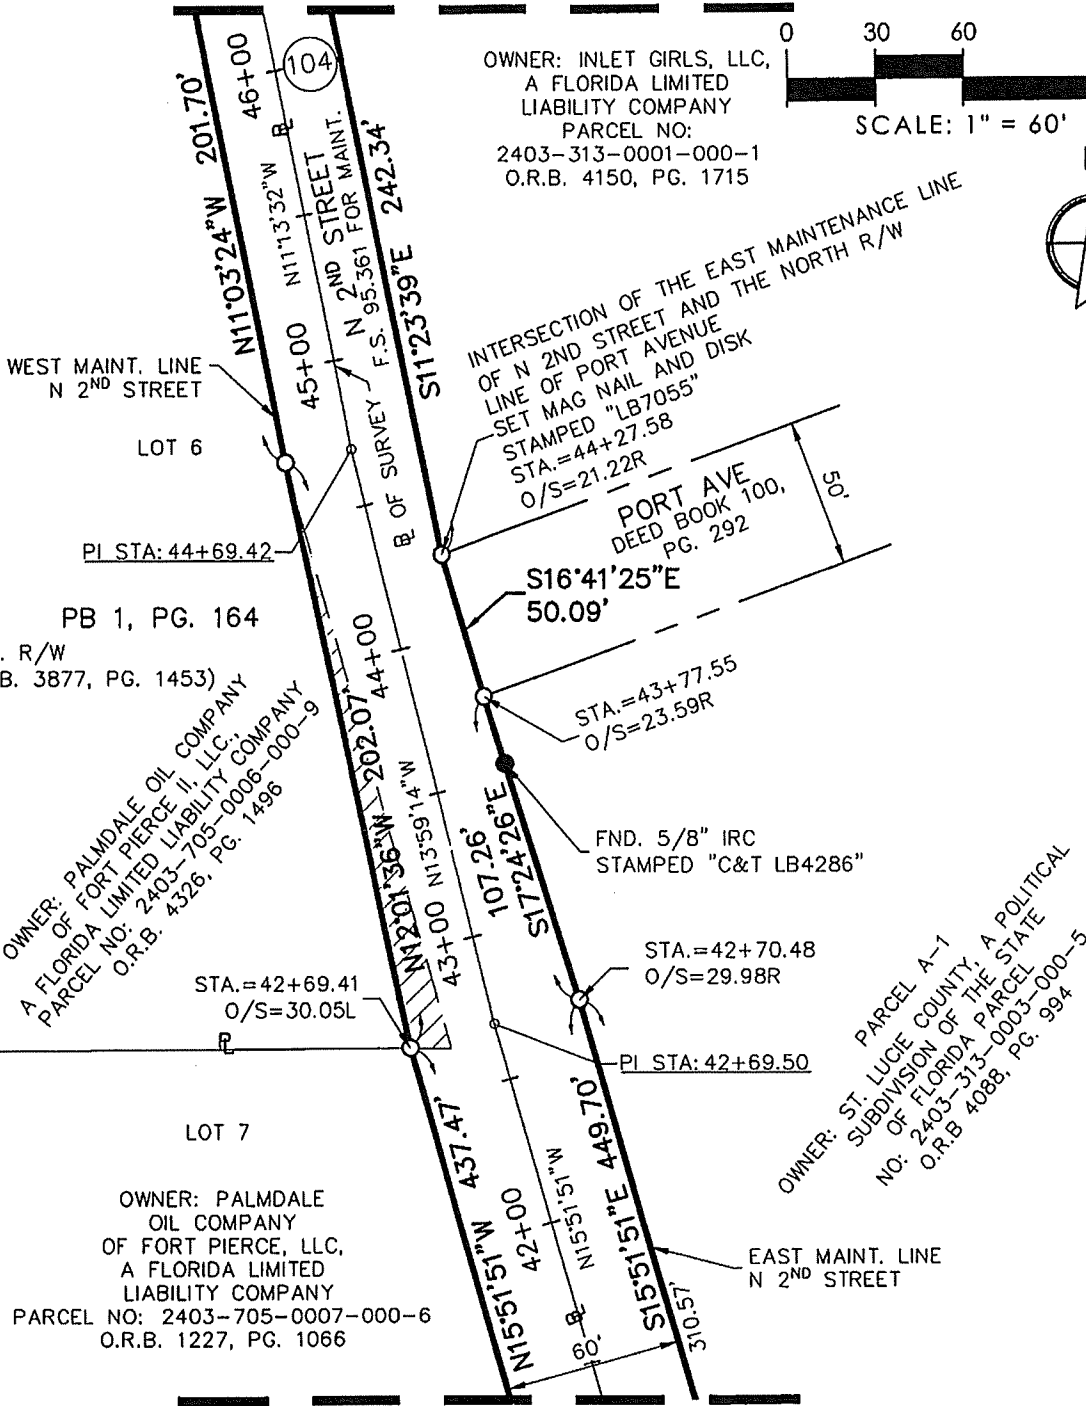 0 30 60
SCALE: 1" = 60'
OWNER: INLET GIRLS, LLC,
A FLORIDA LIMITED
LIABILITY COMPANY
PARCEL NO:
2403-313-0001-000-1
O.R.B. 4150, PG. 1715
104
46+00
N11°03'24"W 201.70'
N11°13'32"W
N 2ND STREET
F.S. 95.361 FOR MAINT.
S11°23'39"E 242.34'
45+00
INTERSECTION OF THE EAST MAINTENANCE LINE
OF N 2ND STREET AND THE NORTH R/W
LINE OF PORT AVENUE
SET MAG NAIL AND DISK
STAMPED "LB7055"
STA.=44+27.58
O/S=21.22R
WEST MAINT. LINE
N 2ND STREET
LOT 6
BL OF SURVEY
PORT AVE
DEED BOOK 100,
PG. 292
50'
PI STA: 44+69.42
S16°41'25"E
50.09'
PB 1, PG. 164
. R/W
B. 3877, PG. 1453)
44+00
STA.=43+77.55
O/S=23.59R
OWNER: PALMDALE OIL COMPANY
OF FORT PIERCE II, LLC.,
A FLORIDA LIMITED LIABILITY COMPANY
PARCEL NO: 2403-705-0006-000-9
O.R.B. 4326, PG. 1496
N12°01'36"W 202.07'
N13°59'14"W
107.26'
S17°24'26"E
FND. 5/8" IRC
STAMPED "C&T LB4286"
43+00
STA.=42+69.41
O/S=30.05L
STA.=42+70.48
O/S=29.98R
PARCEL A-1
OWNER: ST. LUCIE COUNTY, A POLITICAL
SUBDIVISION OF THE STATE
OF FLORIDA PARCEL
NO: 2403-313-0003-000-5
O.R.B 4088, PG. 994
PL
PI STA: 42+69.50
LOT 7
OWNER: PALMDALE
OIL COMPANY
OF FORT PIERCE, LLC,
A FLORIDA LIMITED
LIABILITY COMPANY
PARCEL NO: 2403-705-0007-000-6
O.R.B. 1227, PG. 1066
N15°51'51"W 437.47'
42+00
N15°51'51"W
BL
S15°51'51"E 449.70'
310.57'
60'
EAST MAINT. LINE
N 2ND STREET